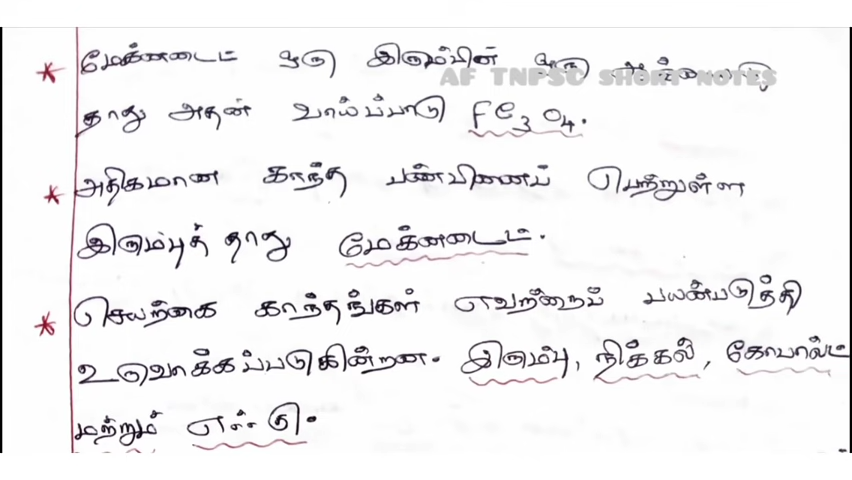 மேக்னடைட் ஒரு இரும்பின் ஒரு
AF TNPSC SHORT NOTES
தாது அதன் வாய்ப்பாடு Fe3O4.
அதிகமான காந்த பண்பினைப் பெற்றுள்ள
இரும்புத் தாது மேக்னடைட்.
செயற்கை காந்தங்கள் எவற்றைப் பயன்படுத்தி
உருவாக்கப்படுகின்றன. இரும்பு, நிக்கல், கோபால்ட்
மற்றும் எஃகு.